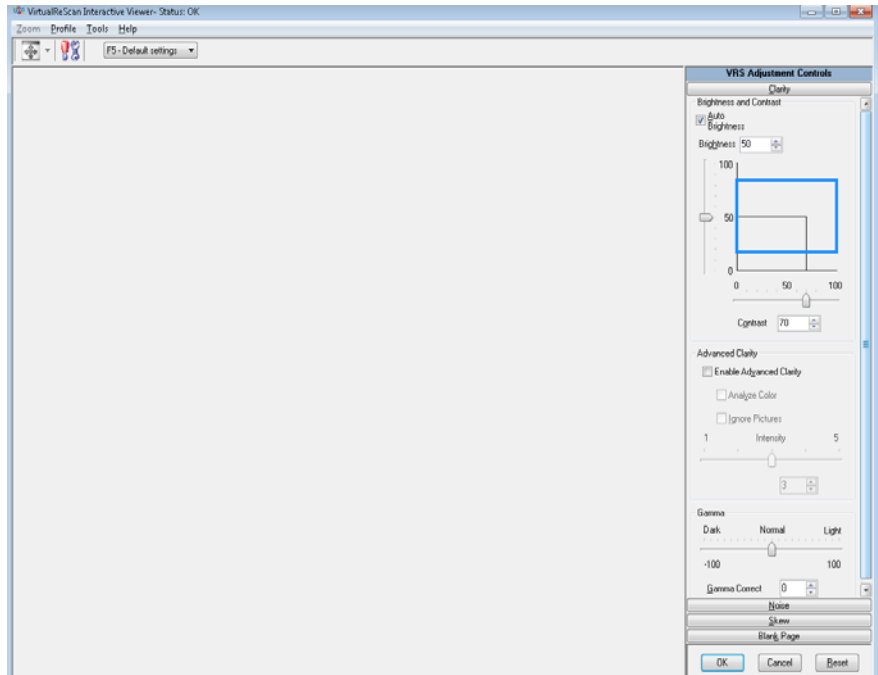 VirtualReScan Interactive Viewer- Status: OK
Zoom Profile Tools Help
F5 - Default settings
VRS Adjustment Controls
Clarity
Brightness and Contrast
Auto
Brightness
Brightness 50
100
50
0
0 50 100
Contrast 70
Advanced Clarity
Enable Advanced Clarity
Analyze Color
Ignore Pictures
1 Intensity 5
3
Gamma
Dark Normal Light
-100 100
Gamma Correct 0
Noise
Skew
Blank Page
OK Cancel Reset